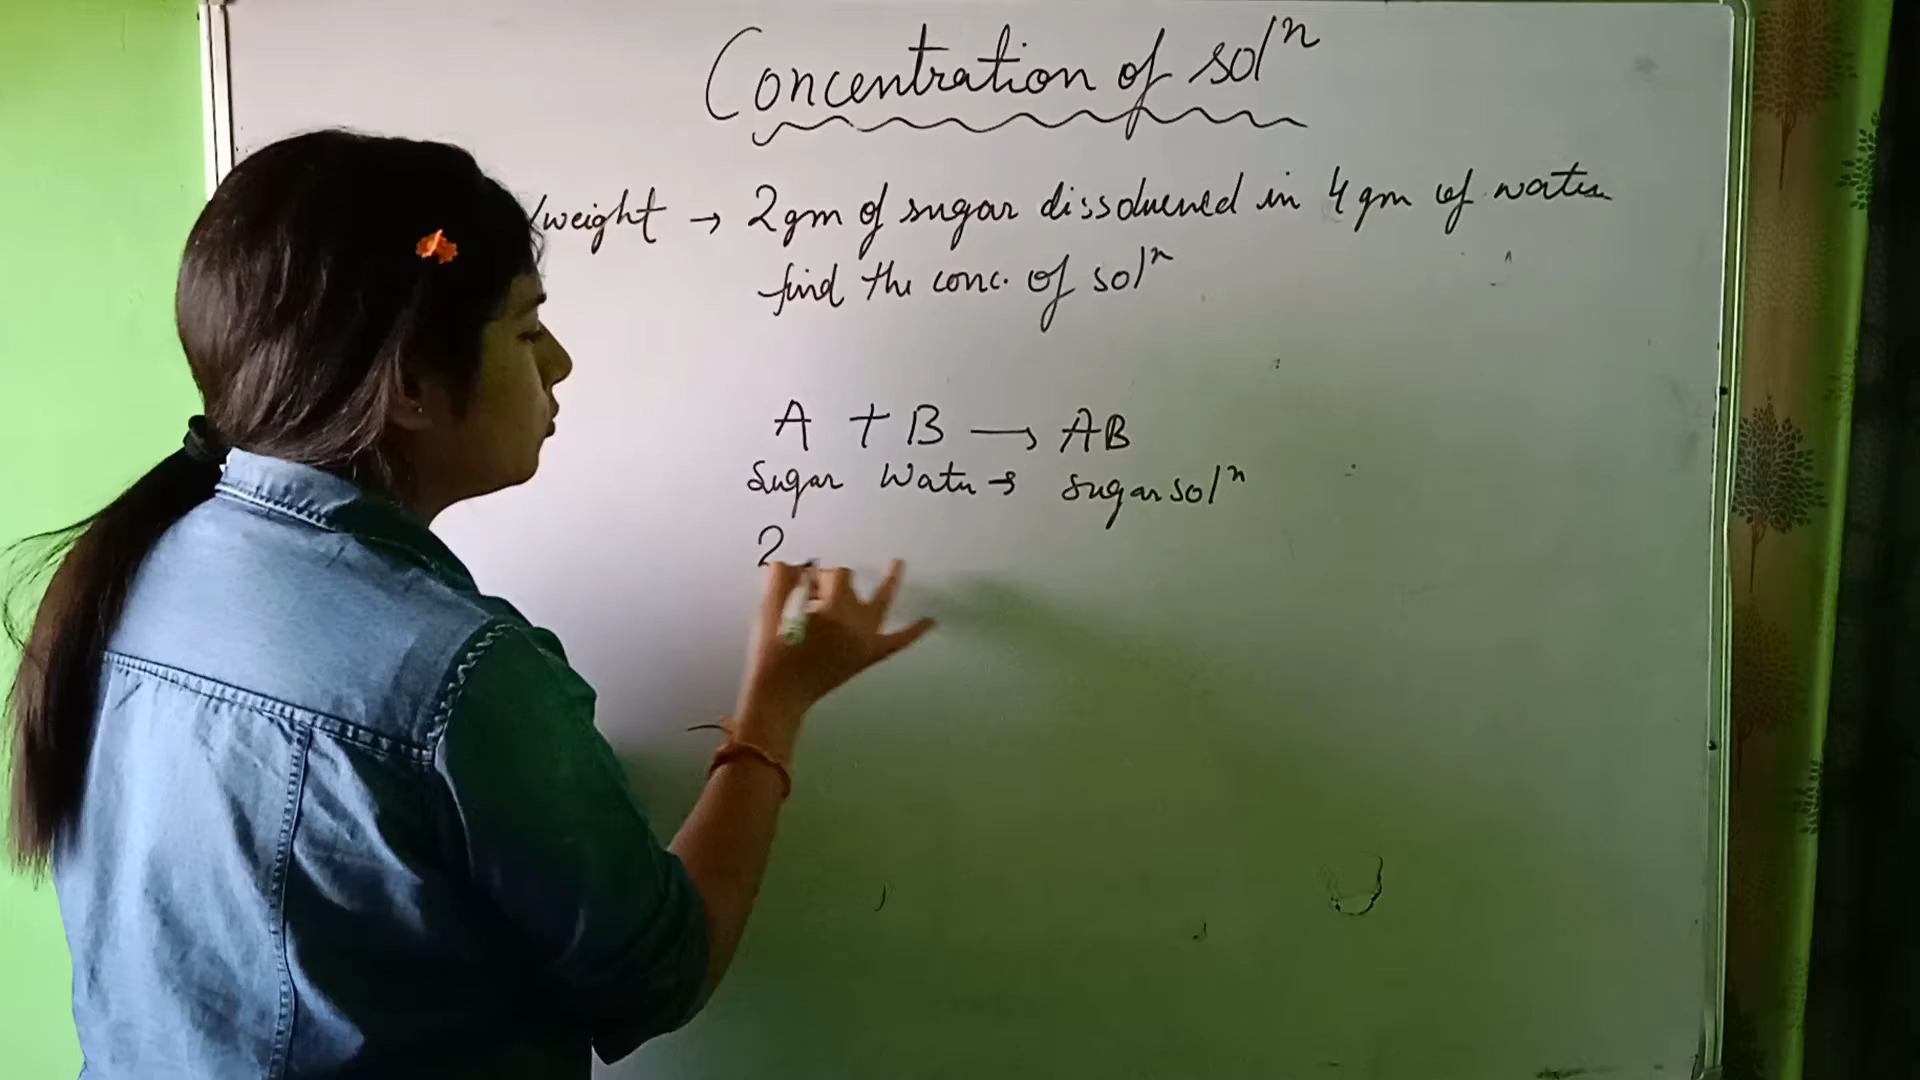 Concentration of solⁿ
/weight → 2gm of sugar dissoluened in 4gm of water
find the conc. of solⁿ
A + B → AB
Sugar Water → sugar solⁿ
2